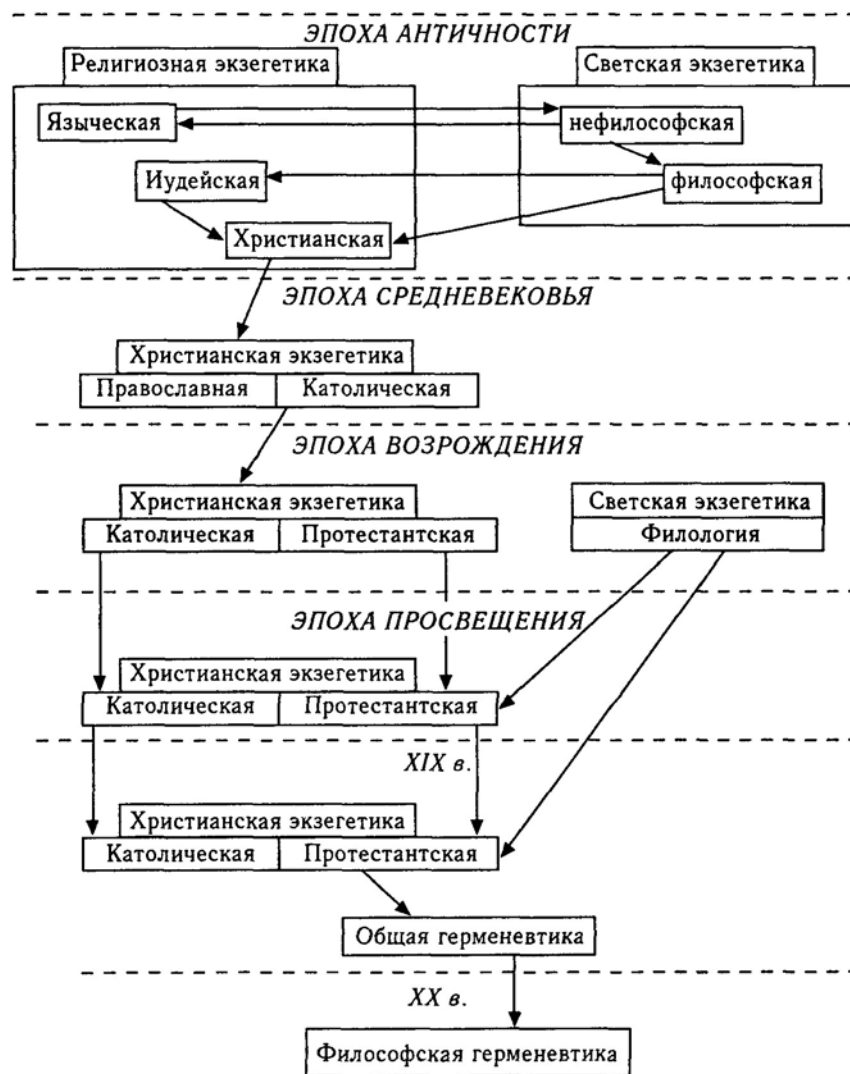 ЭПОХА АНТИЧНОСТИ
Религиозная экзегетика
Светская экзегетика
Языческая
нефилософская
Иудейская
философская
Христианская
ЭПОХА СРЕДНЕВЕКОВЬЯ
Христианская экзегетика
Православная
Католическая
ЭПОХА ВОЗРОЖДЕНИЯ
Христианская экзегетика
Католическая
Протестантская
Светская экзегетика
Филология
ЭПОХА ПРОСВЕЩЕНИЯ
Христианская экзегетика
Католическая
Протестантская
XIX в.
Христианская экзегетика
Католическая
Протестантская
Общая герменевтика
XX в.
Философская герменевтика